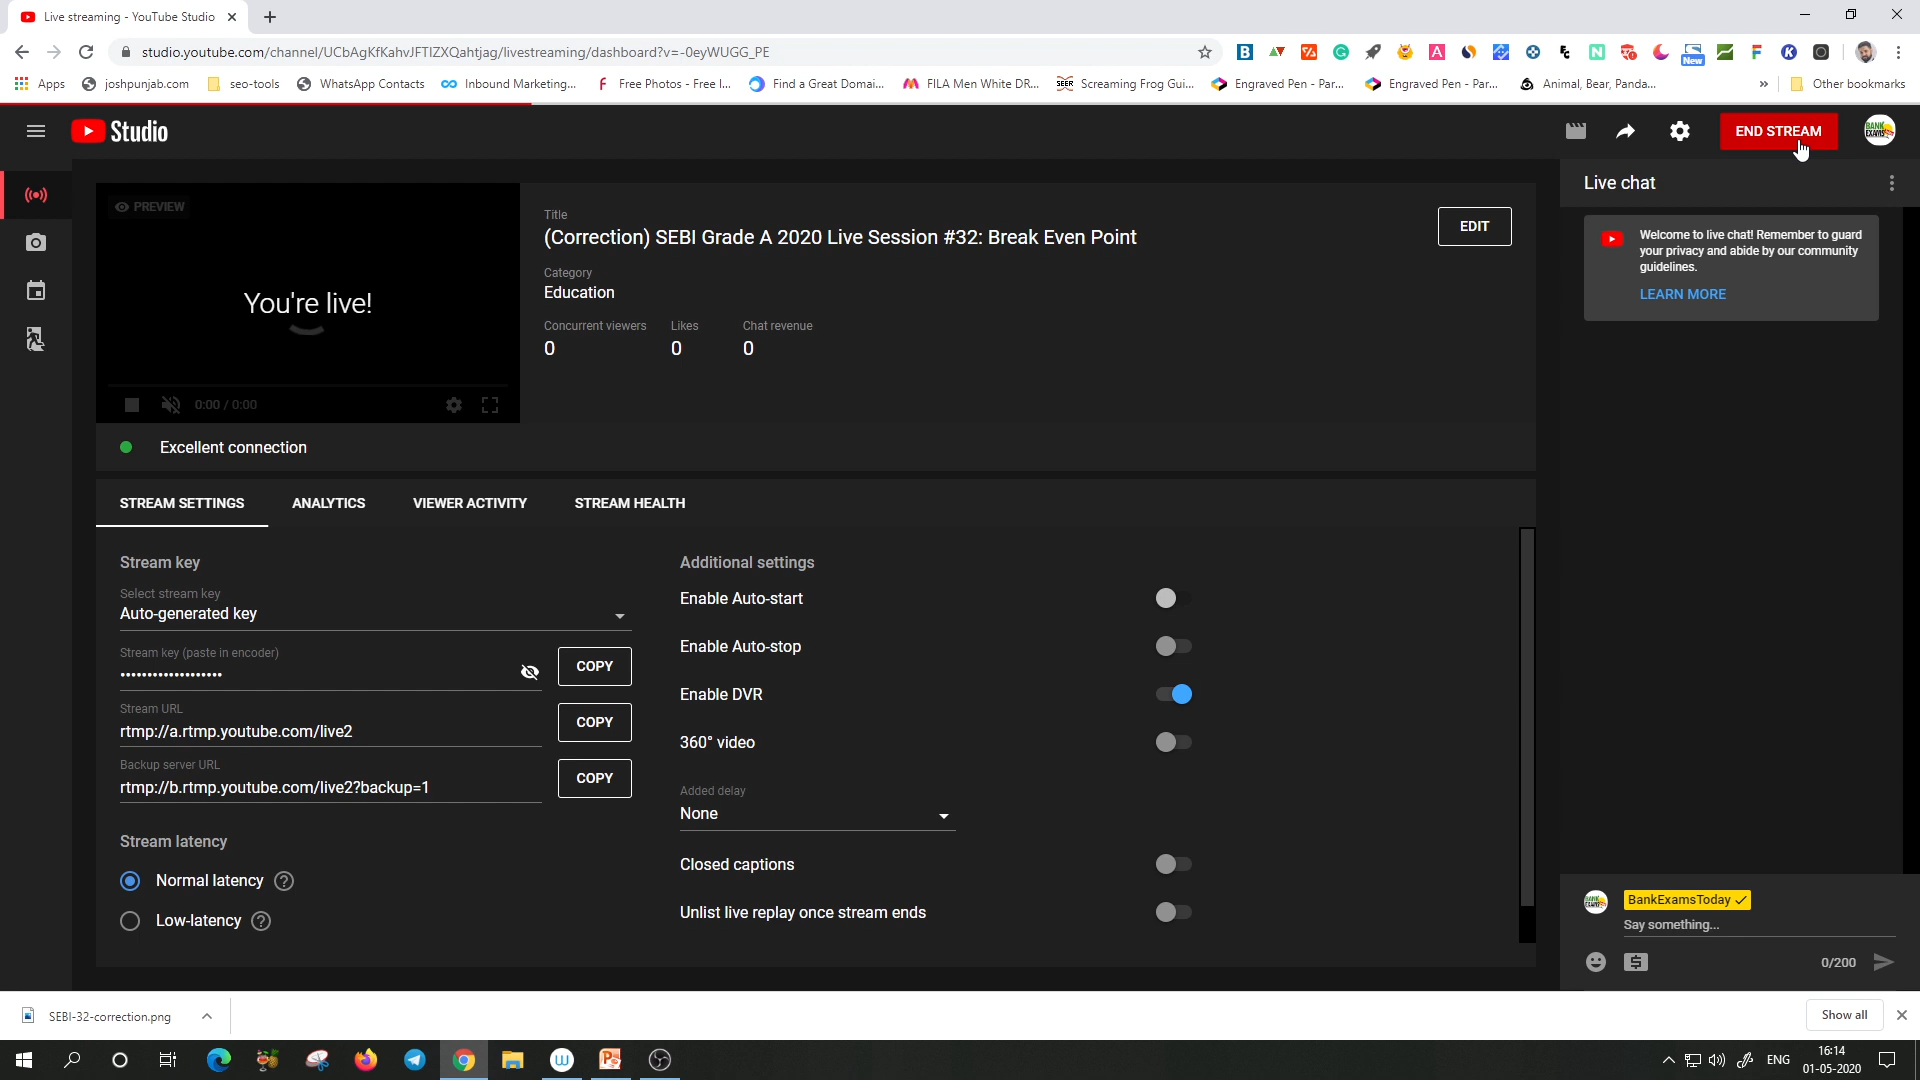 Live streaming - YouTube Studio
studio.youtube.com/channel/UCbAgKfKahvJFTIZXQahtjag/livestreaming/dashboard?v=-0eyWUGG_PE
New
Apps
joshpunjab.com
seo-tools
WhatsApp Contacts
Inbound Marketing...
Free Photos - Free I...
Find a Great Domai...
FILA Men White DR...
Screaming Frog Gui...
Engraved Pen - Par...
Engraved Pen - Par...
Animal, Bear, Panda...
»
Other bookmarks
Studio
END STREAM
PREVIEW
You're live!
0:00 / 0:00
Title
(Correction) SEBI Grade A 2020 Live Session #32: Break Even Point
EDIT
Category
Education
Concurrent viewers Likes Chat revenue
0 0 0
Excellent connection
Live chat
Welcome to live chat! Remember to guard
your privacy and abide by our community
guidelines.
LEARN MORE
STREAM SETTINGS ANALYTICS VIEWER ACTIVITY STREAM HEALTH
Stream key
Select stream key
Auto-generated key
Stream key (paste in encoder)
•••••••••••••••••••
COPY
Stream URL
rtmp://a.rtmp.youtube.com/live2
COPY
Backup server URL
rtmp://b.rtmp.youtube.com/live2?backup=1
COPY
Stream latency
Normal latency
Low-latency
Additional settings
Enable Auto-start
Enable Auto-stop
Enable DVR
360° video
Added delay
None
Closed captions
Unlist live replay once stream ends
BankExamsToday
Say something...
0/200
SEBI-32-correction.png
Show all
ENG
16:14
01-05-2020